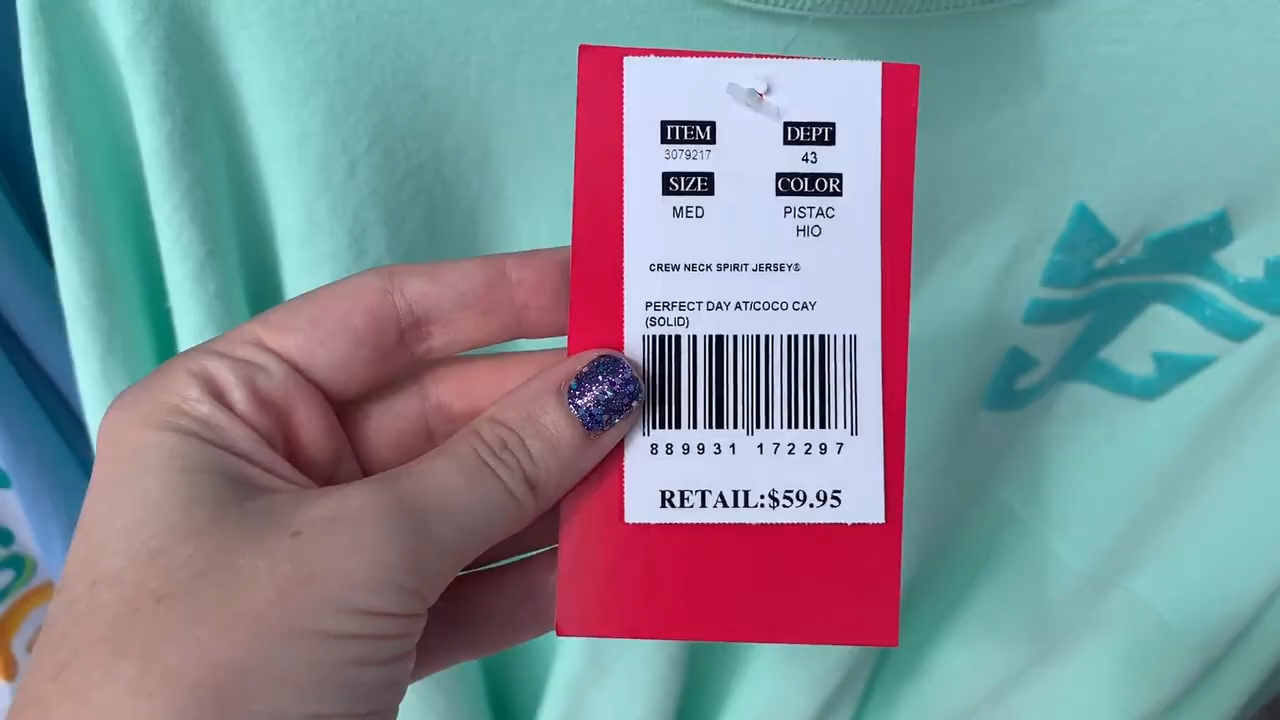 ITEM DEPT
3079217 43
SIZE COLOR
MED PISTAC
HIO
CREW NECK SPIRIT JERSEY®
PERFECT DAY AT/COCO CAY
(SOLID)
889931 172297
RETAIL:$59.95